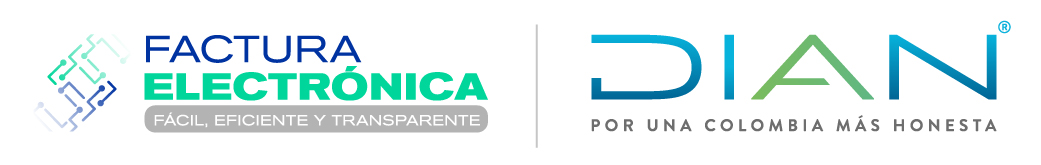 FACTURA
ELECTRÓNICA
FÁCIL, EFICIENTE Y TRANSPARENTE
DIAN®
POR UNA COLOMBIA MÁS HONESTA